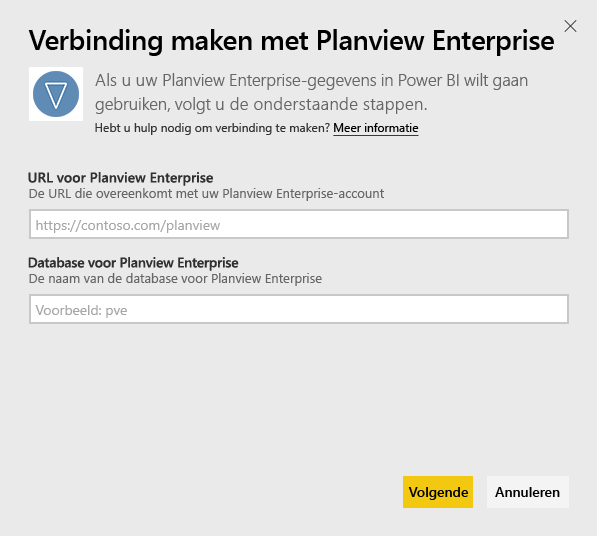 Verbinding maken met Planview Enterprise
Als u uw Planview Enterprise-gegevens in Power BI wilt gaan
gebruiken, volgt u de onderstaande stappen.
Hebt u hulp nodig om verbinding te maken? Meer informatie
URL voor Planview Enterprise
De URL die overeenkomt met uw Planview Enterprise-account
https://contoso.com/planview
Database voor Planview Enterprise
De naam van de database voor Planview Enterprise
Voorbeeld: pve
Volgende
Annuleren